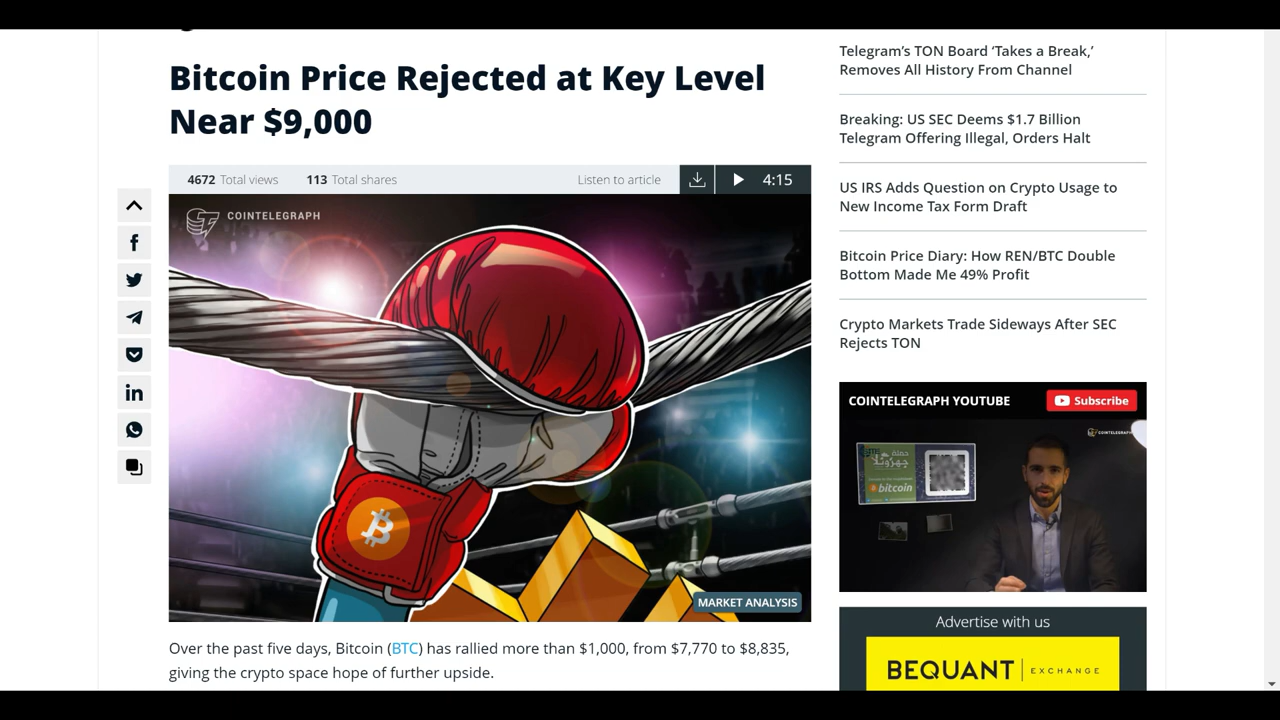 Bitcoin Price Rejected at Key Level
Near $9,000
4672 Total views 113 Total shares Listen to article 4:15
COINTELEGRAPH
MARKET ANALYSIS
Over the past five days, Bitcoin (BTC) has rallied more than $1,000, from $7,770 to $8,835,
giving the crypto space hope of further upside.
Telegram’s TON Board ‘Takes a Break,’
Removes All History From Channel
Breaking: US SEC Deems $1.7 Billion
Telegram Offering Illegal, Orders Halt
US IRS Adds Question on Crypto Usage to
New Income Tax Form Draft
Bitcoin Price Diary: How REN/BTC Double
Bottom Made Me 49% Profit
Crypto Markets Trade Sideways After SEC
Rejects TON
COINTELEGRAPH YOUTUBE Subscribe
COINTELEGRAPH
bitcoin
Advertise with us
BEQUANT | EXCHANGE